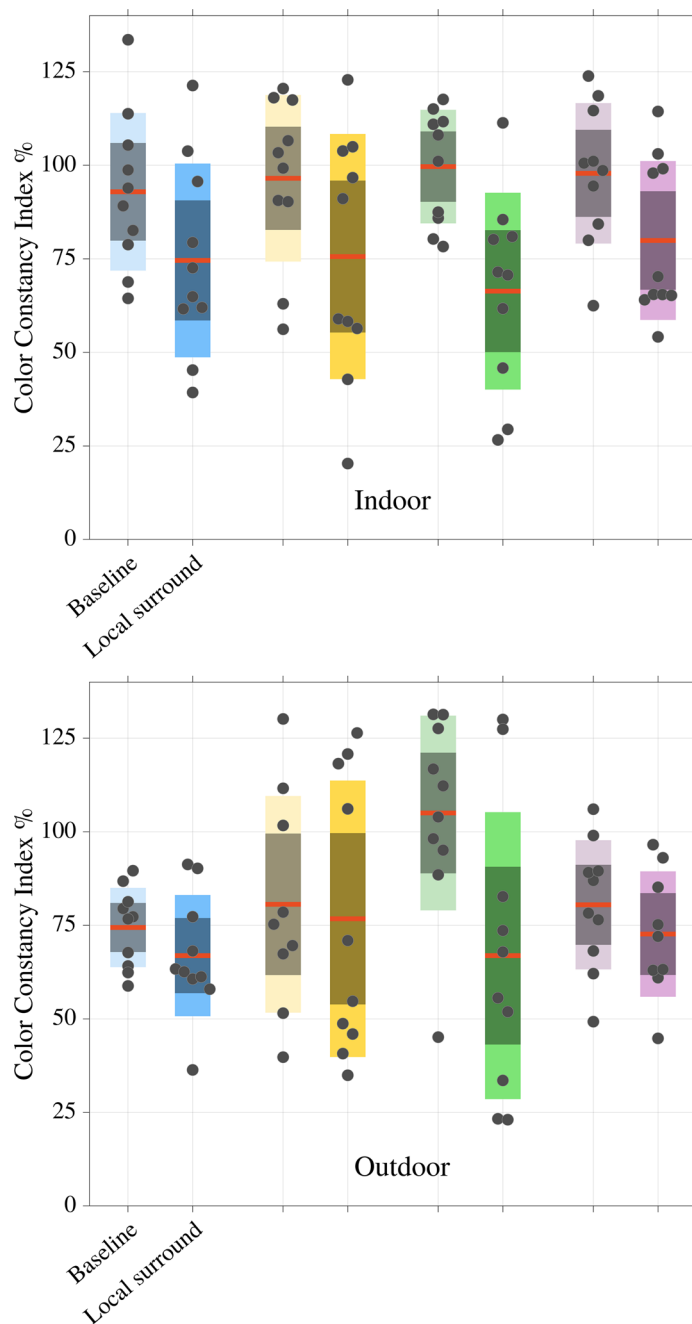 125
100
75
50
25
0
Color Constancy Index %
Indoor
Baseline
Local surround
125
100
75
50
25
0
Color Constancy Index %
Outdoor
Baseline
Local surround